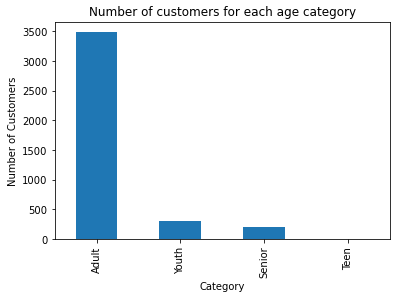 Number of customers for each age category
Number of Customers
3500
3000
2500
2000
1500
1000
500
0
Adult
Youth
Senior
Teen
Category